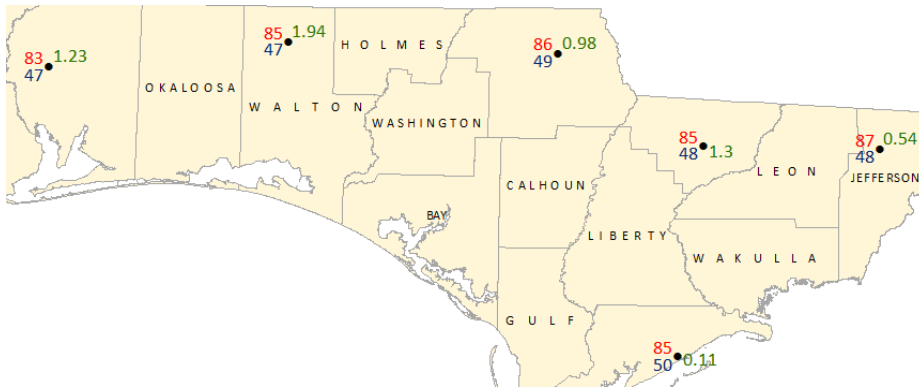 85 1.94
47
HOLMES
86 0.98
49
83 1.23
47
OKALOOSA
WALTON
WASHINGTON
85
48 1.3
87 0.54
48
LEON
JEFFERSON
CALHOUN
BAY
LIBERTY
WAKULLA
GULF
85
50 0.11